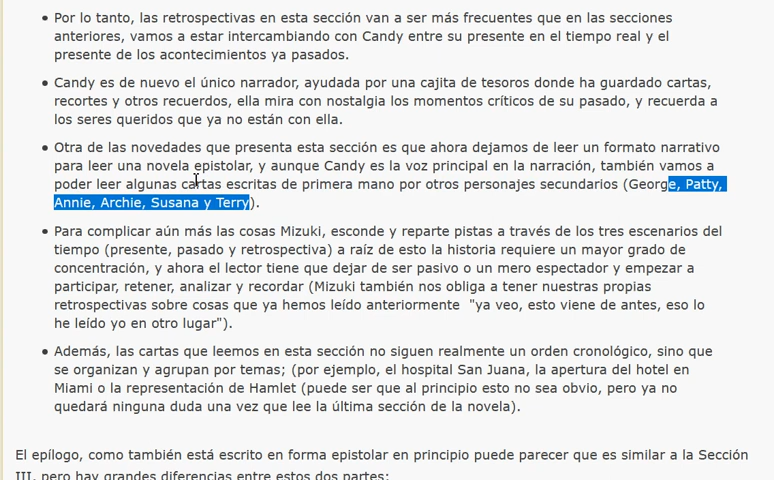 • Por lo tanto, las retrospectivas en esta sección van a ser más frecuentes que en las secciones
anteriores, vamos a estar intercambiando con Candy entre su presente en el tiempo real y el
presente de los acontecimientos ya pasados.
• Candy es de nuevo el único narrador, ayudada por una cajita de tesoros donde ha guardado cartas,
recortes y otros recuerdos, ella mira con nostalgia los momentos críticos de su pasado, y recuerda a
los seres queridos que ya no están con ella.
• Otra de las novedades que presenta esta sección es que ahora dejamos de leer un formato narrativo
para leer una novela epistolar, y aunque Candy es la voz principal en la narración, también vamos a
poder leer algunas cartas escritas de primera mano por otros personajes secundarios (George, Patty,
Annie, Archie, Susana y Terry).
• Para complicar aún más las cosas Mizuki, esconde y reparte pistas a través de los tres escenarios del
tiempo (presente, pasado y retrospectiva) a raíz de esto la historia requiere un mayor grado de
concentración, y ahora el lector tiene que dejar de ser pasivo o un mero espectador y empezar a
participar, retener, analizar y recordar (Mizuki también nos obliga a tener nuestras propias
retrospectivas sobre cosas que ya hemos leído anteriormente  "ya veo, esto viene de antes, eso lo
he leído yo en otro lugar").
• Además, las cartas que leemos en esta sección no siguen realmente un orden cronológico, sino que
se organizan y agrupan por temas; (por ejemplo, el hospital San Juana, la apertura del hotel en
Miami o la representación de Hamlet (puede ser que al principio esto no sea obvio, pero ya no
quedará ninguna duda una vez que lee la última sección de la novela).
El epílogo, como también está escrito en forma epistolar en principio puede parecer que es similar a la Sección
III, pero hay grandes diferencias entre estos dos partes: